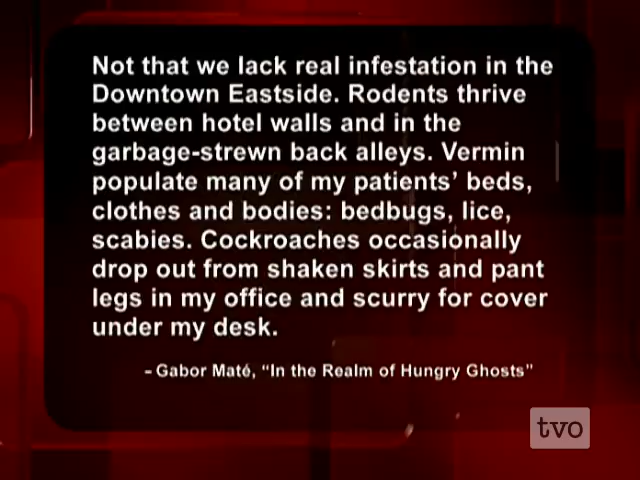 Not that we lack real infestation in the
Downtown Eastside. Rodents thrive
between hotel walls and in the
garbage-strewn back alleys. Vermin
populate many of my patients’ beds,
clothes and bodies: bedbugs, lice,
scabies. Cockroaches occasionally
drop out from shaken skirts and pant
legs in my office and scurry for cover
under my desk.
– Gabor Maté, “In the Realm of Hungry Ghosts”
tvo